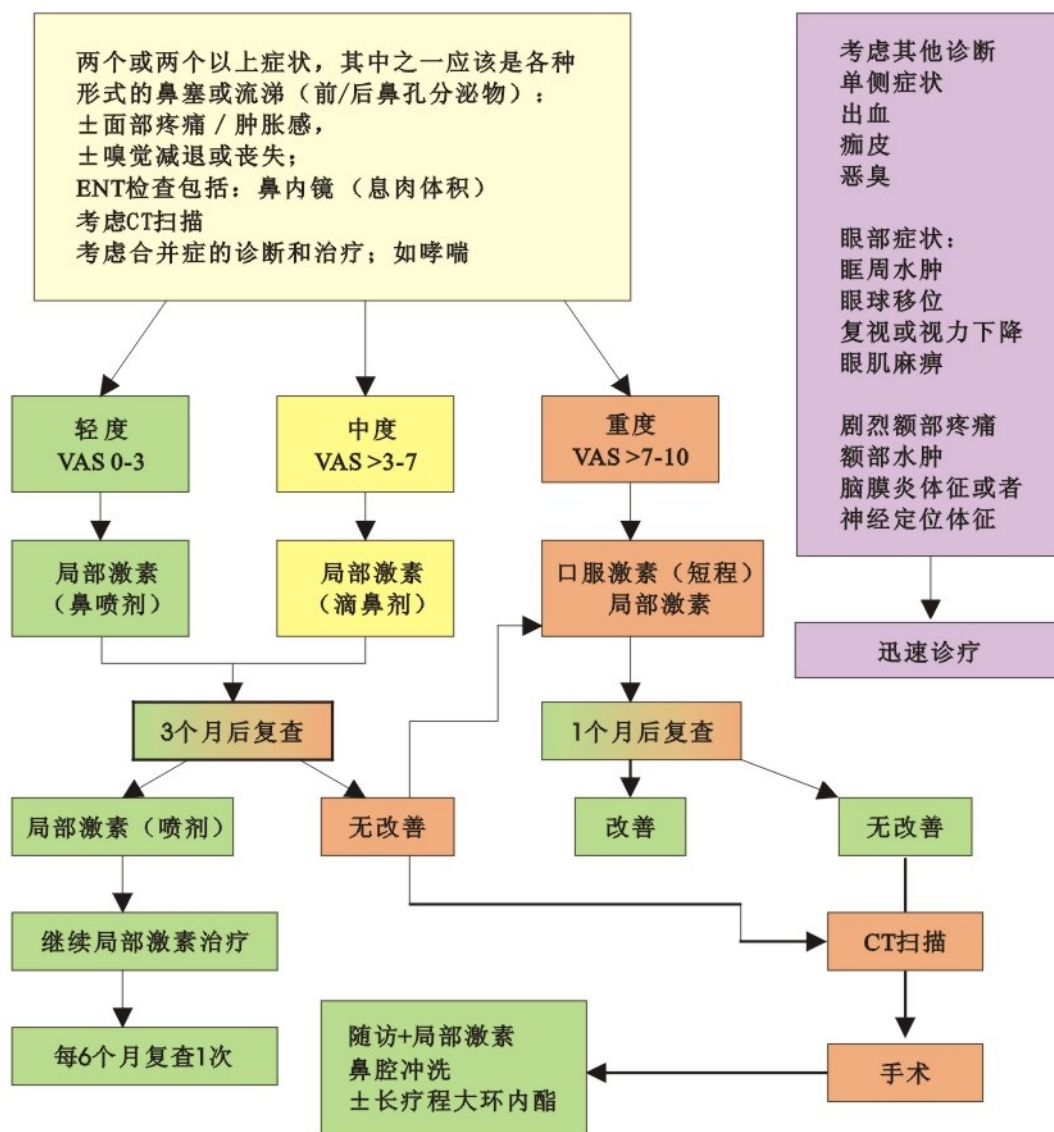 两个或两个以上症状，其中之一应该是各种
形式的鼻塞或流涕（前/后鼻孔分泌物）：
±面部疼痛 / 肿胀感，
±嗅觉减退或丧失；
ENT检查包括：鼻内镜（息肉体积）
考虑CT扫描
考虑合并症的诊断和治疗；如哮喘
考虑其他诊断
单侧症状
出血
痂皮
恶臭
眼部症状：
眶周水肿
眼球移位
复视或视力下降
眼肌麻痹
剧烈额部疼痛
额部水肿
脑膜炎体征或者
神经定位体征
轻度
VAS 0-3
中度
VAS >3-7
重度
VAS >7-10
局部激素
（鼻喷剂）
局部激素
（滴鼻剂）
口服激素（短程）
局部激素
迅速诊疗
3个月后复查
1个月后复查
局部激素（喷剂）
无改善
改善
无改善
继续局部激素治疗
CT扫描
每6个月复查1次
随访+局部激素
鼻腔冲洗
±长疗程大环内酯
手术